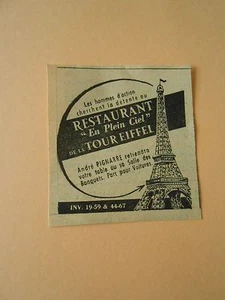 Les hommes d'action
cherchent la détente au
RESTAURANT
"En Plein Ciel"
DE LA TOUR EIFFEL
André PIGNARRE retiendra
votre table ou sa Salle des
Banquets. Parc pour Voitures
INV. 19-59 & 44-67